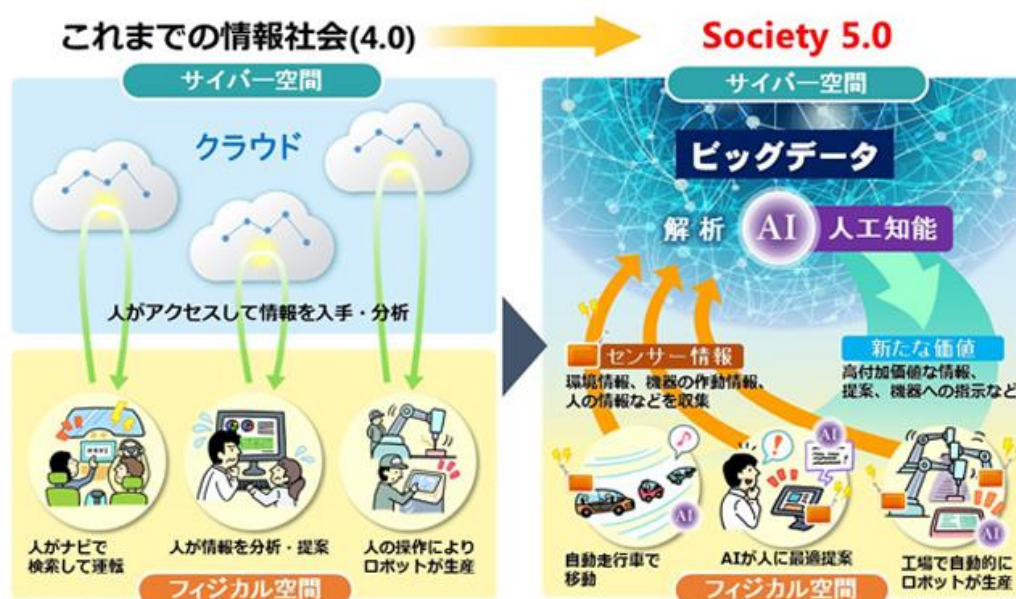 これまでの情報社会(4.0)
Society 5.0
サイバー空間
クラウド
人がアクセスして情報を入手・分析
人がナビで
検索して運転
人が情報を分析・提案
人の操作により
ロボットが生産
フィジカル空間
サイバー空間
ビッグデータ
解析
AI
人工知能
センサー情報
環境情報、機器の作動情報、
人の情報などを収集
新たな価値
高付加価値な情報、
提案、機器への指示など
AI
AI
AI
自動走行車で
移動
AIが人に最適提案
工場で自動的に
ロボットが生産
フィジカル空間